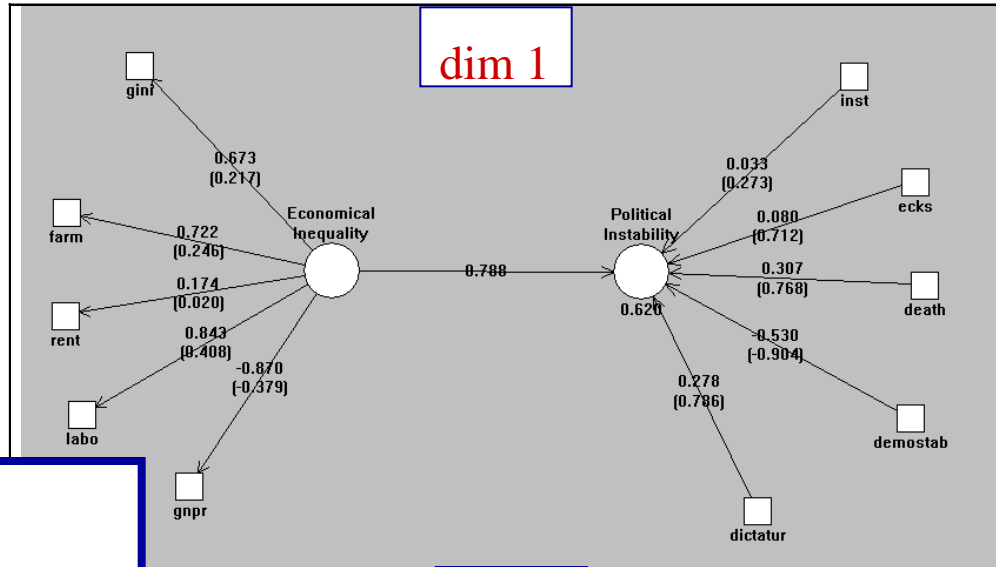 dim 1
gini
inst
0.673
(0.217)
0.033
(0.273)
Economical
Inequality
Political
Instability
ecks
0.080
(0.712)
farm
0.722
(0.246)
0.788
0.307
(0.768)
death
0.174
(0.020)
0.620
rent
0.843
(0.408)
-0.530
(-0.904)
-0.870
(-0.379)
0.278
(0.786)
labo
demostab
gnpr
dictatur